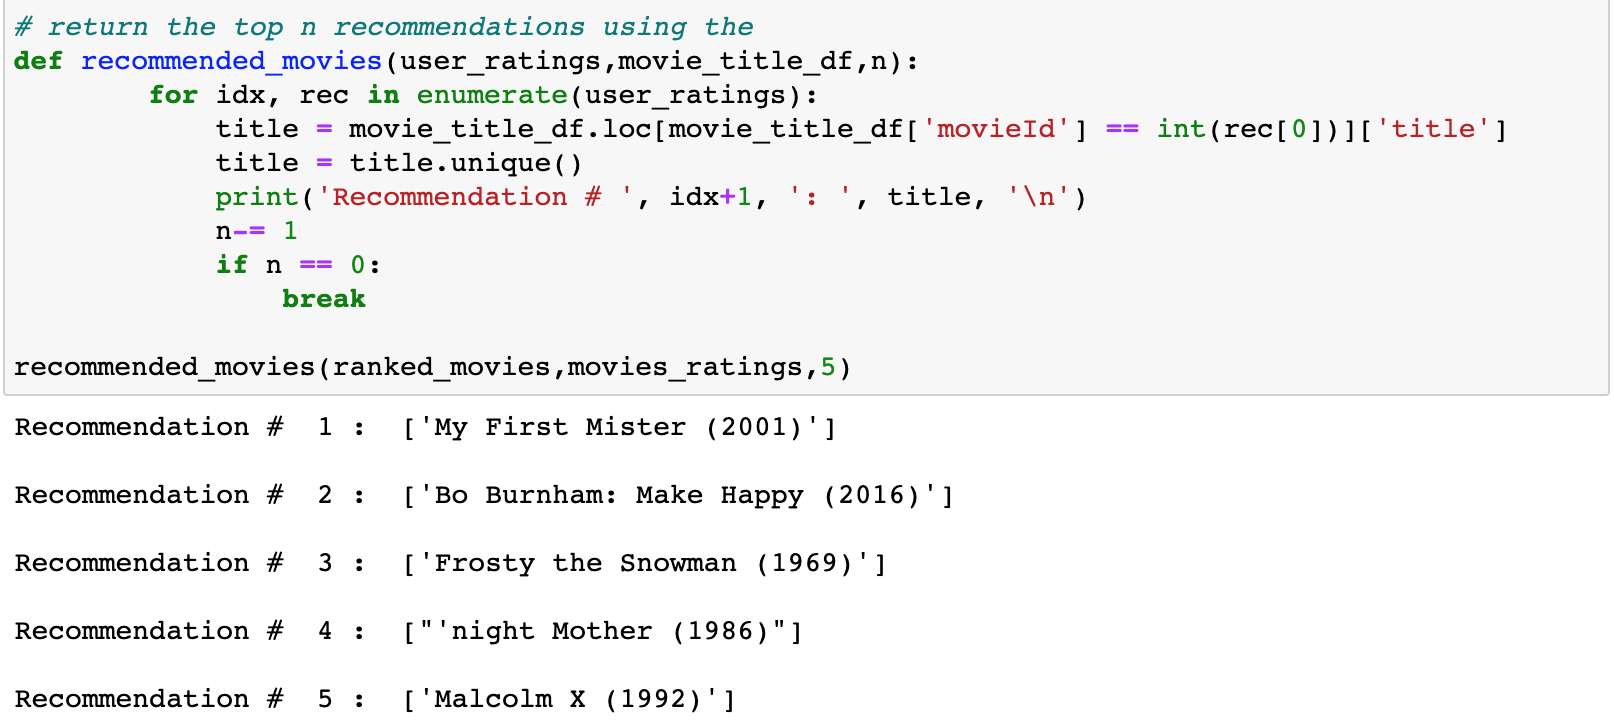 # return the top n recommendations using the
def recommended_movies(user_ratings,movie_title_df,n):
        for idx, rec in enumerate(user_ratings):
            title = movie_title_df.loc[movie_title_df['movieId'] == int(rec[0])]['title']
            title = title.unique()
            print('Recommendation # ', idx+1, ': ', title, '\n')
            n-= 1
            if n == 0:
                break
recommended_movies(ranked_movies,movies_ratings,5)
Recommendation #  1 :  ['My First Mister (2001)']
Recommendation #  2 :  ['Bo Burnham: Make Happy (2016)']
Recommendation #  3 :  ['Frosty the Snowman (1969)']
Recommendation #  4 :  ["'night Mother (1986)"]
Recommendation #  5 :  ['Malcolm X (1992)']